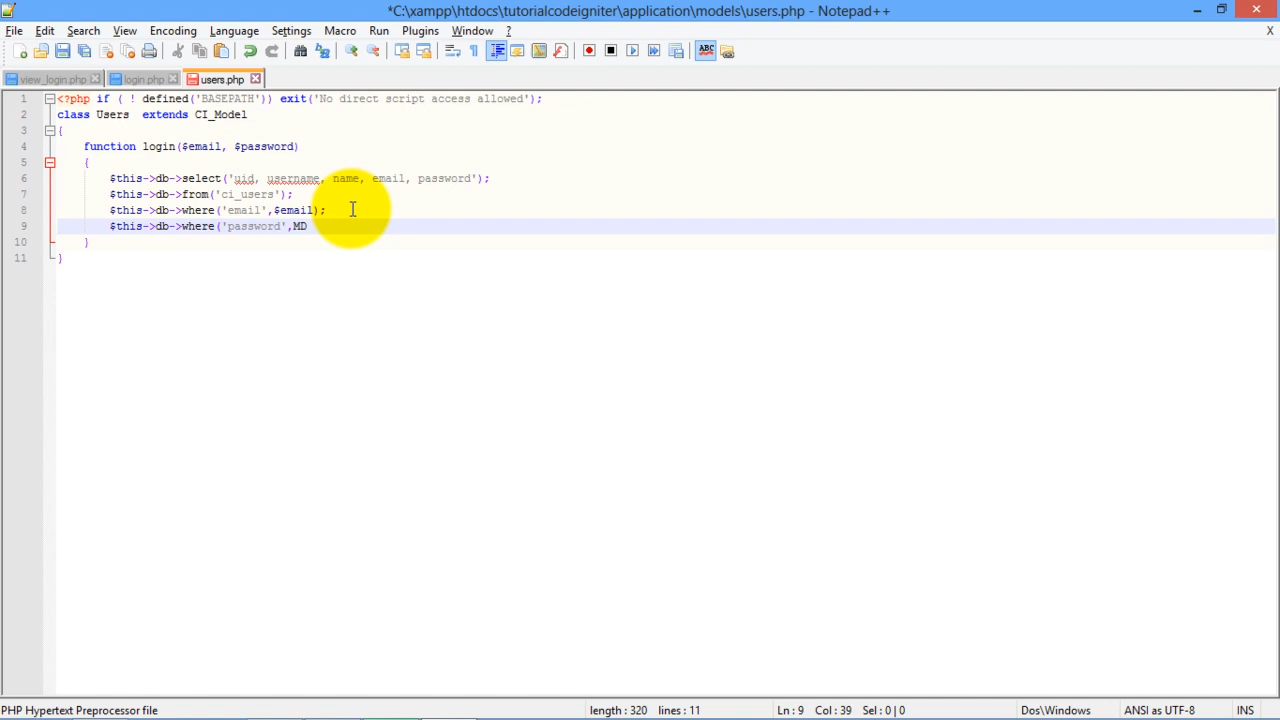 *C:\xampp\htdocs\tutorialcodeigniter\application\models\users.php - Notepad++
File Edit Search View Encoding Language Settings Macro Run Plugins Window ? X
view_login.php login.php users.php
1 <?php if ( ! defined('BASEPATH')) exit('No direct script access allowed');
2 class Users extends CI_Model
3 {
4 function login($email, $password)
5 {
6 $this->db->select('uid, username, name, email, password');
7 $this->db->from('ci_users');
8 $this->db->where('email',$email);
9 $this->db->where('password',MD
10 }
11 }
PHP Hypertext Preprocessor file length : 320 lines : 11 Ln : 9 Col : 39 Sel : 0 | 0 Dos\Windows ANSI as UTF-8 INS